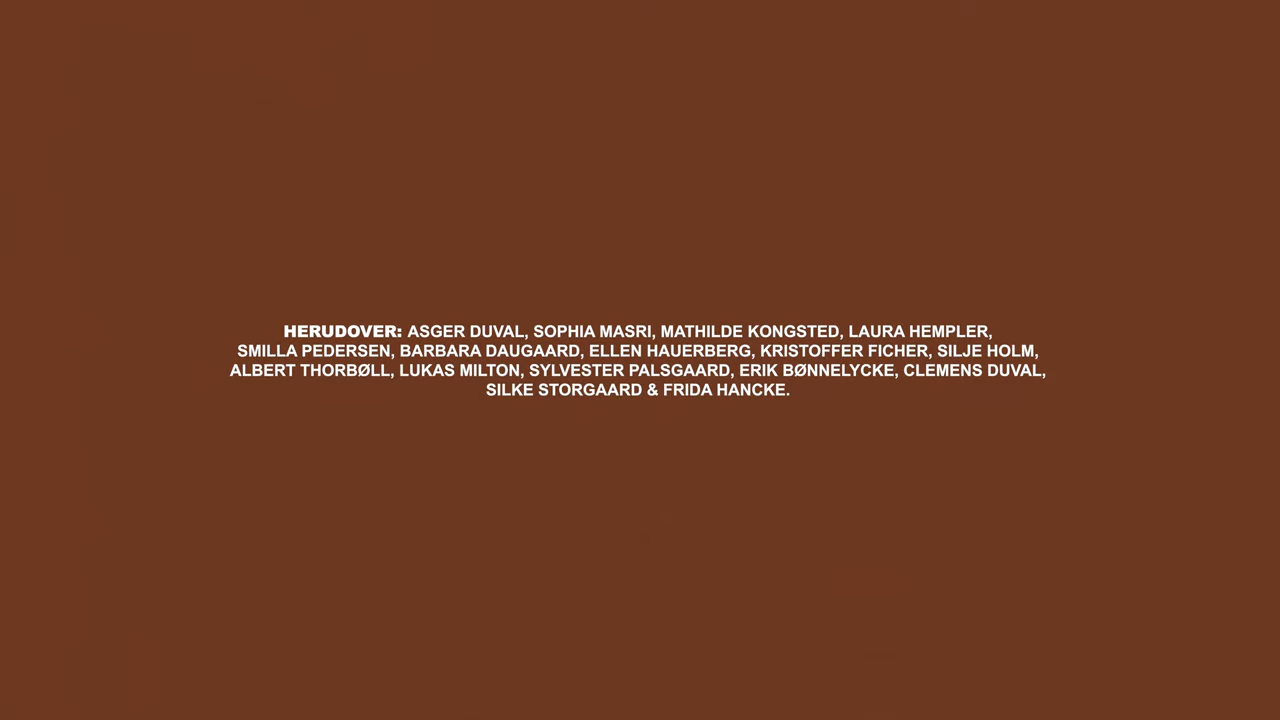 HERUDOVER: ASGER DUVAL, SOPHIA MASRI, MATHILDE KONGSTED, LAURA HEMPLER,
SMILLA PEDERSEN, BARBARA DAUGAARD, ELLEN HAUERBERG, KRISTOFFER FICHER, SILJE HOLM,
ALBERT THORBØLL, LUKAS MILTON, SYLVESTER PALSGAARD, ERIK BØNNELYCKE, CLEMENS DUVAL,
SILKE STORGAARD & FRIDA HANCKE.